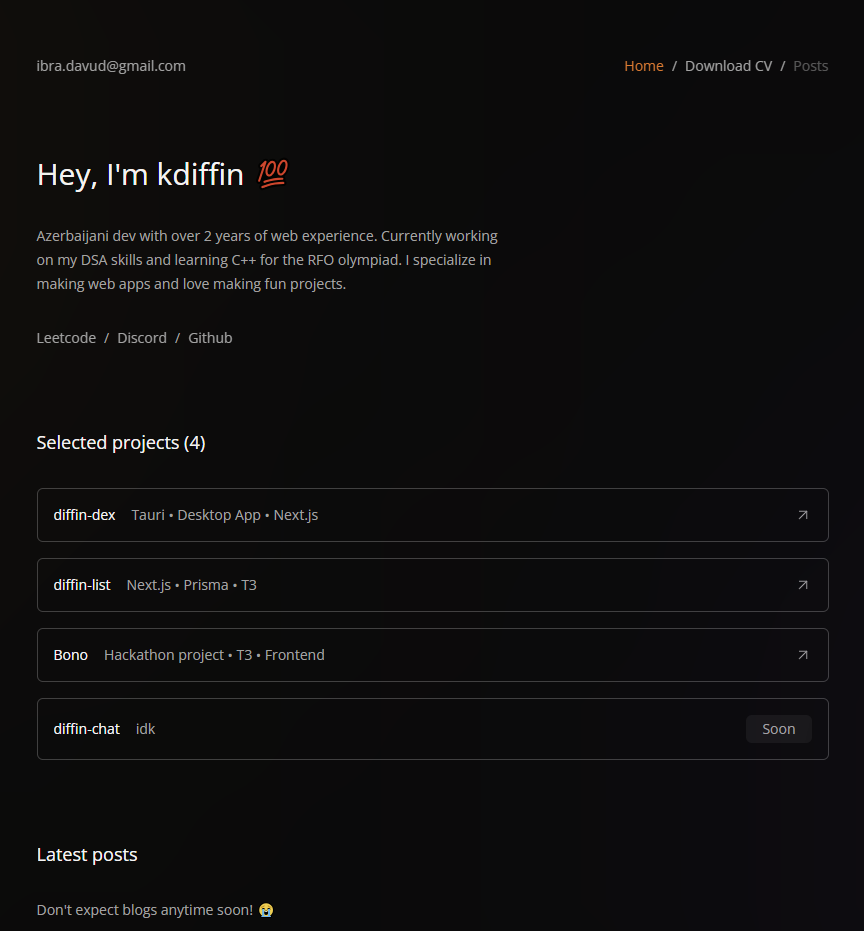 ibra.davud@gmail.com
Home / Download CV / Posts
Hey, I'm kdiffin 💯
Azerbaijani dev with over 2 years of web experience. Currently working
on my DSA skills and learning C++ for the RFO olympiad. I specialize in
making web apps and love making fun projects.
Leetcode / Discord / Github
Selected projects (4)
diffin-dex Tauri • Desktop App • Next.js
diffin-list Next.js • Prisma • T3
Bono Hackathon project • T3 • Frontend
diffin-chat idk Soon
Latest posts
Don't expect blogs anytime soon! 😭